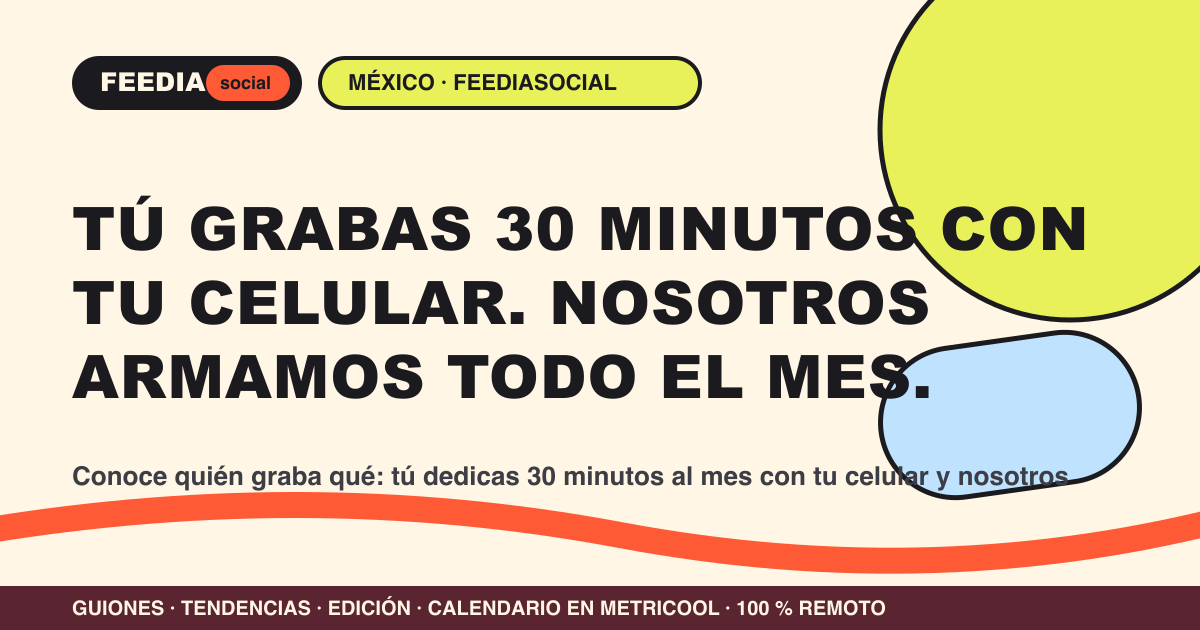 FEEDIA social
MÉXICO · FEEDIASOCIAL
TÚ GRABAS 30 MINUTOS CON
TU CELULAR. NOSOTROS
ARMAMOS TODO EL MES.
Conoce quién graba qué: tú dedicas 30 minutos al mes con tu celular y nosotros
GUIONES · TENDENCIAS · EDICIÓN · CALENDARIO EN METRICOOL · 100 % REMOTO